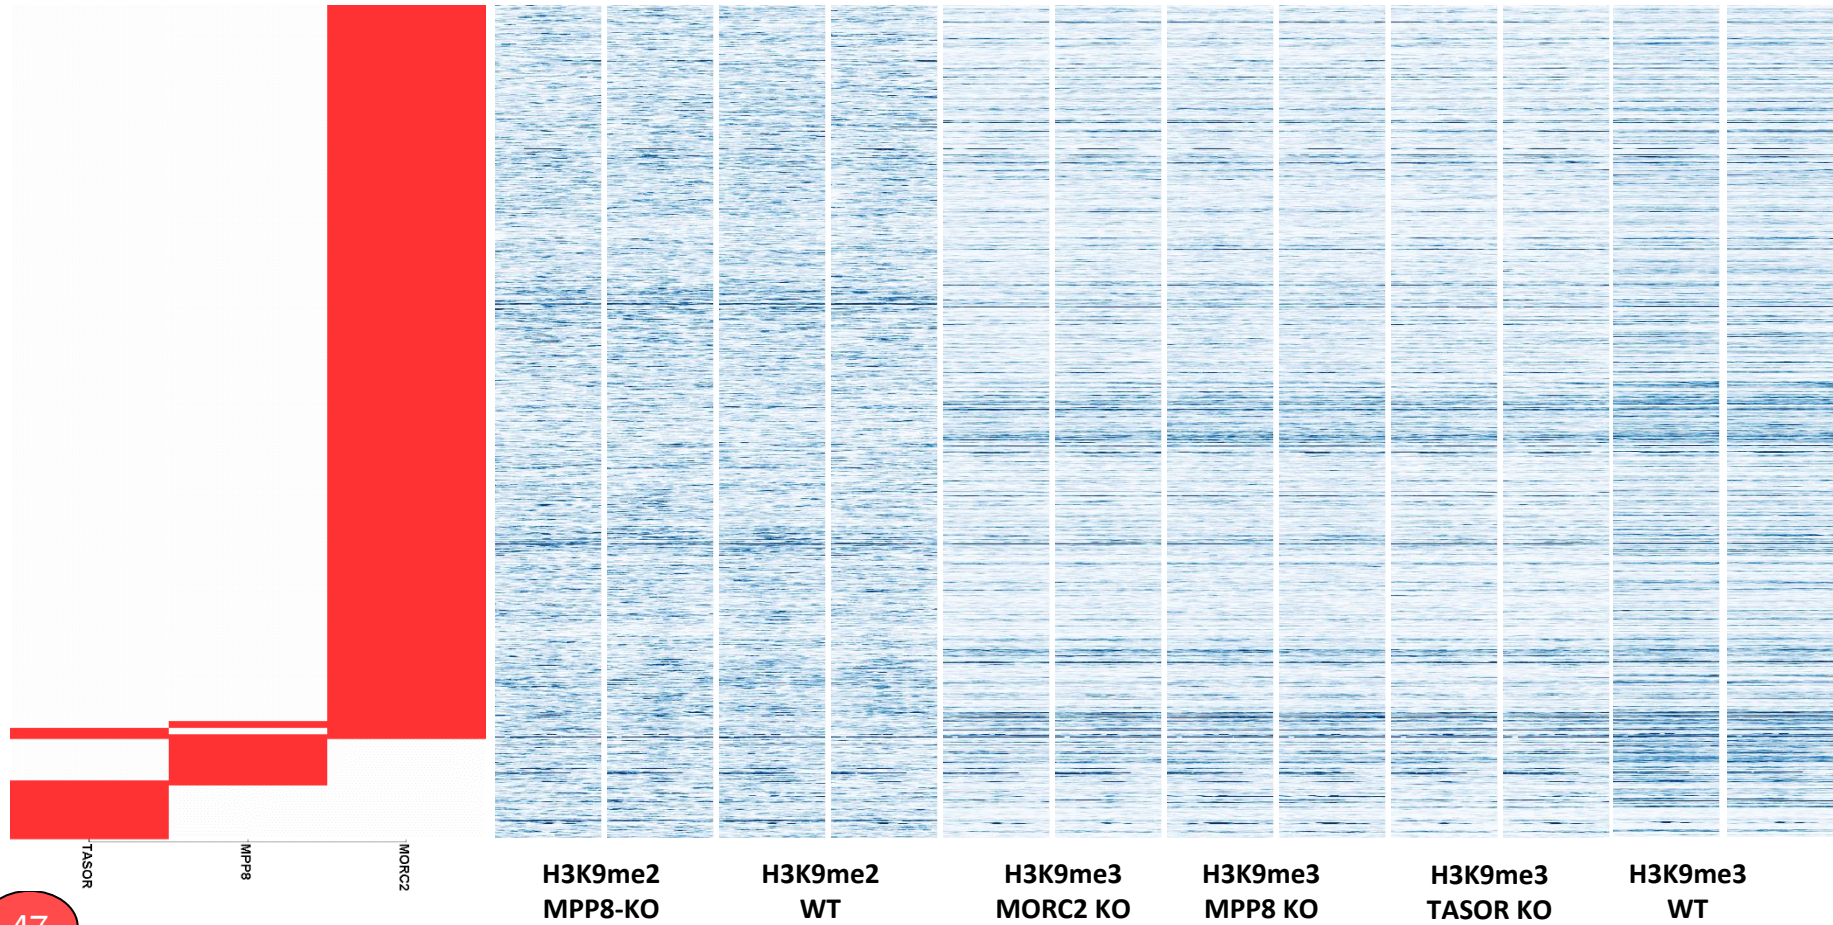 TASOR
MPP8
MORC2
H3K9me2
MPP8-KO
H3K9me2
WT
H3K9me3
MORC2 KO
H3K9me3
MPP8 KO
H3K9me3
TASOR KO
H3K9me3
WT
47